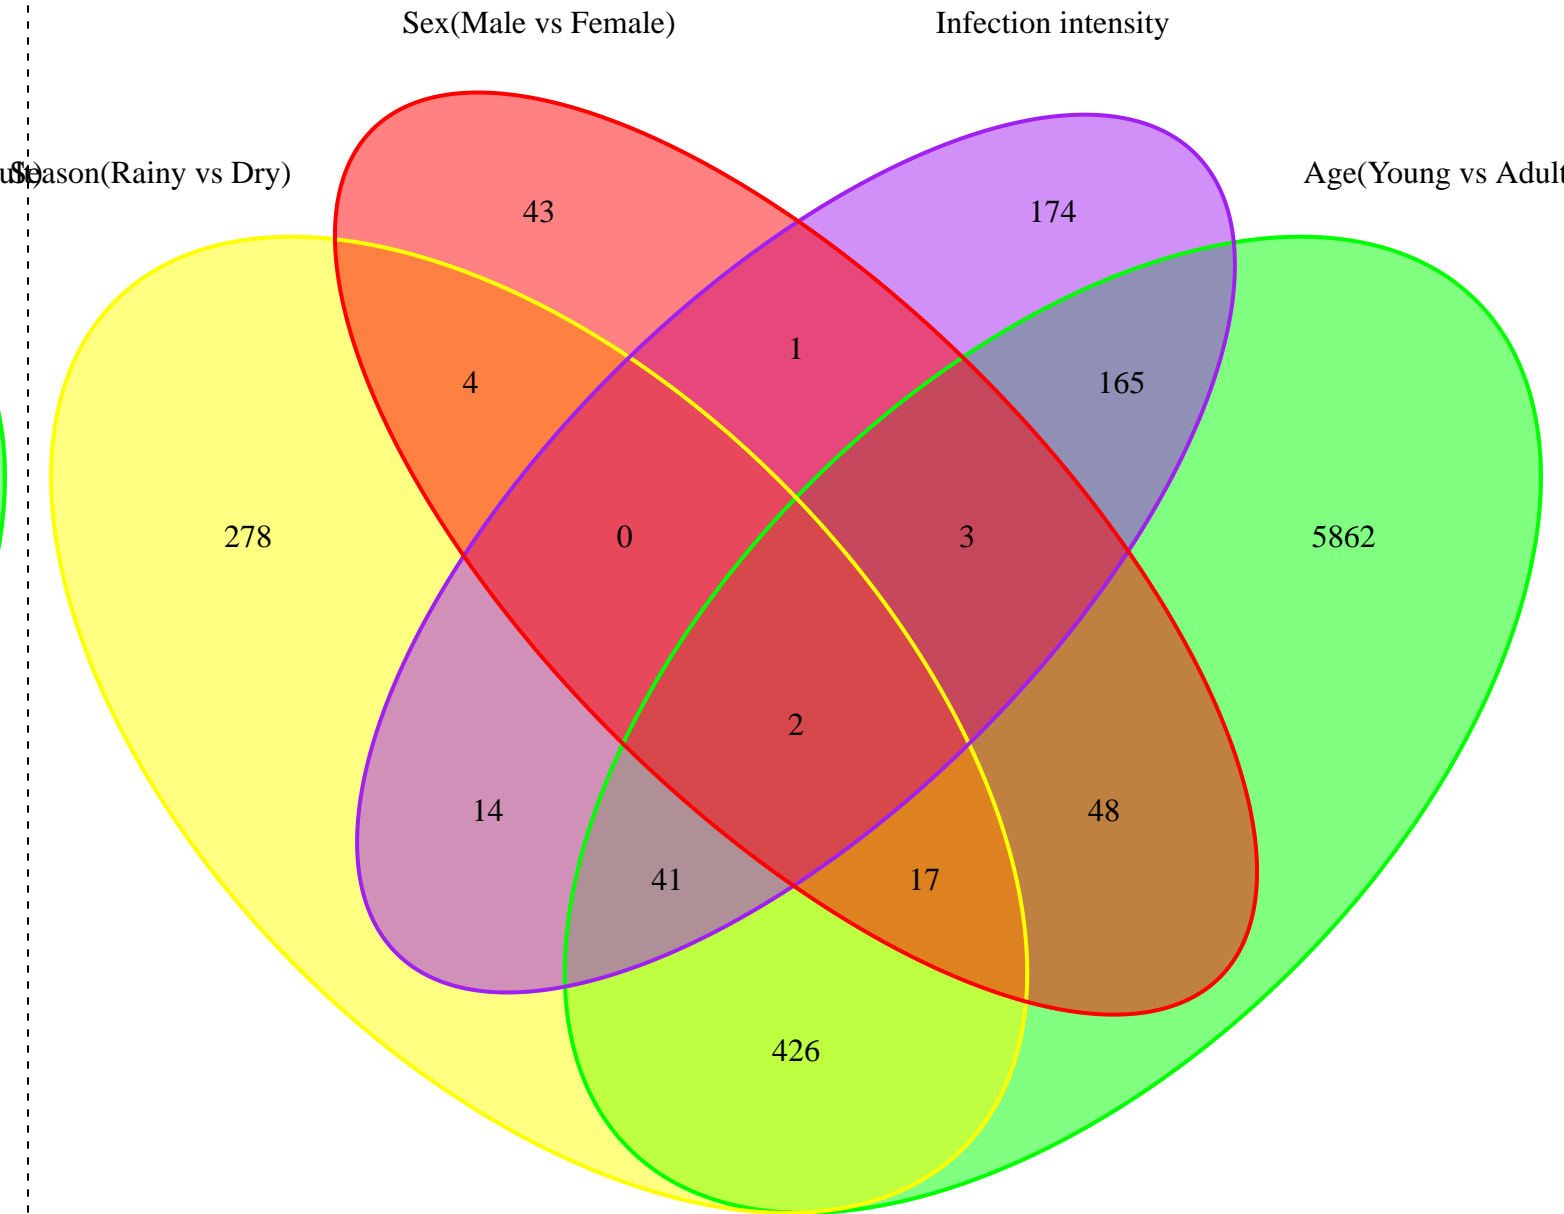 Sex(Male vs Female) Infection intensity
Season(Rainy vs Dry) Age(Young vs Adult
43 174
1
4 165
278 0 3 5862
2
14 48
41 17
426